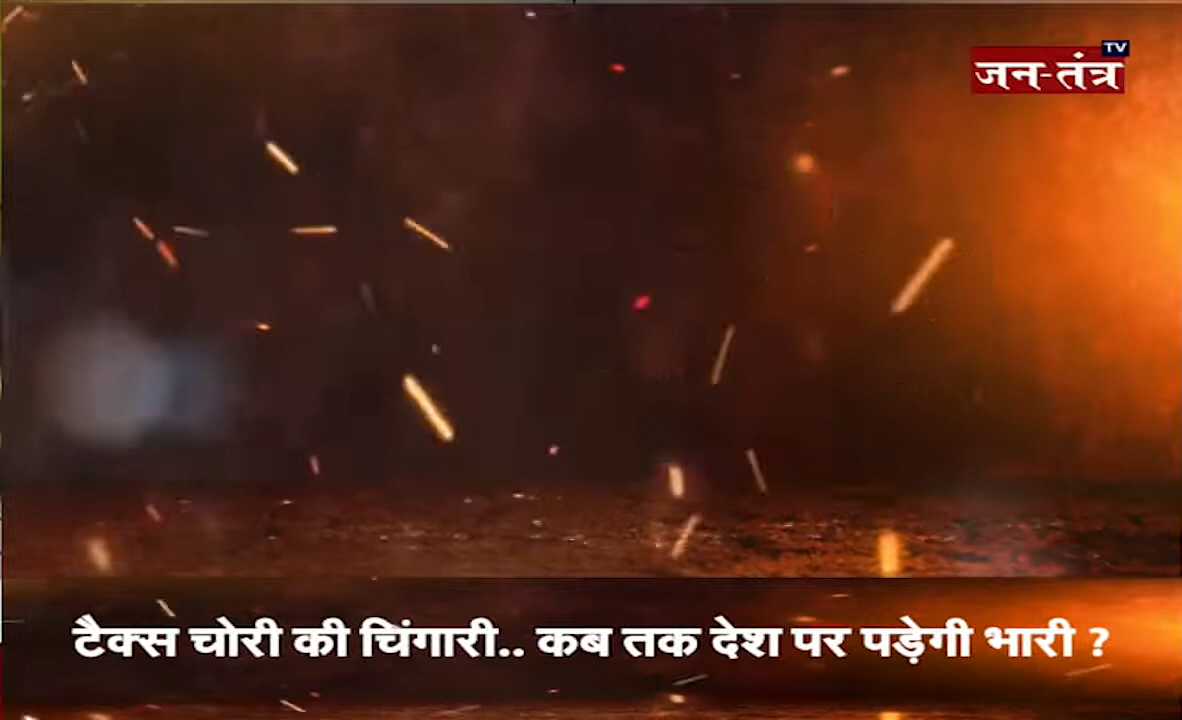 TV
जन-तंत्र
टैक्स चोरी की चिंगारी.. कब तक देश पर पड़ेगी भारी ?